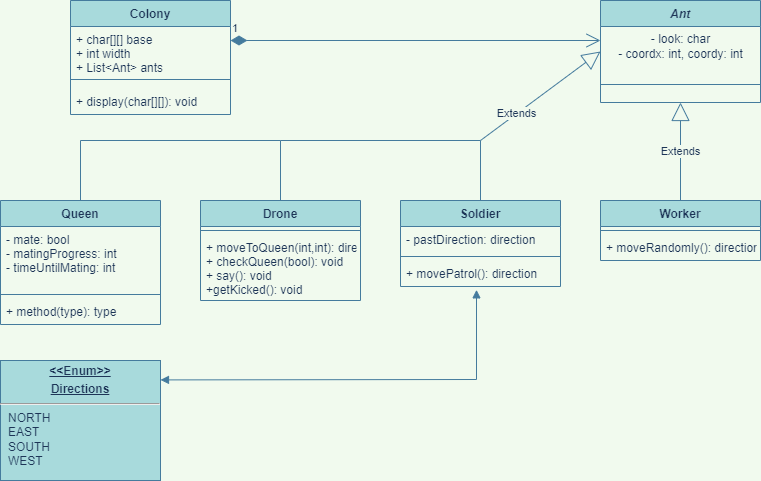 Colony
+ char[][] base
+ int width
+ List<Ant> ants
+ display(char[][]): void
1
Ant
- look: char
- coordx: int, coordy: int
Extends
Extends
Queen
- mate: bool
- matingProgress: int
- timeUntilMating: int
+ method(type): type
Drone
+ moveToQueen(int,int): dire
+ checkQueen(bool): void
+ say(): void
+getKicked(): void
Soldier
- pastDirection: direction
+ movePatrol(): direction
Worker
+ moveRandomly(): direction
<<Enum>>
Directions
NORTH
EAST
SOUTH
WEST